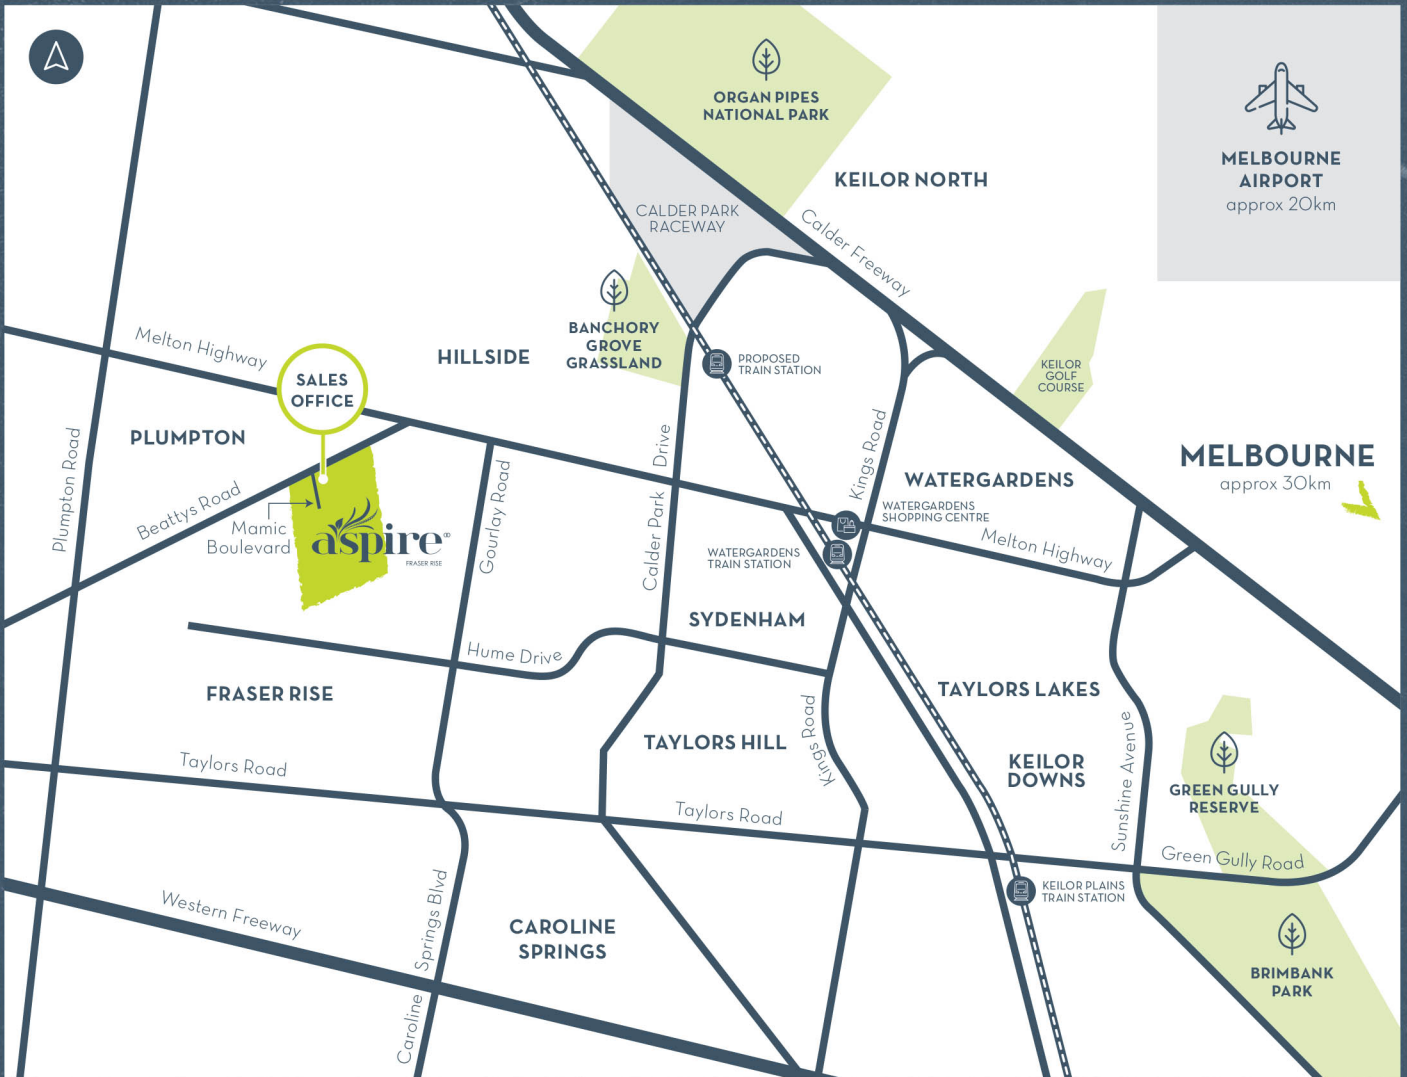 ORGAN PIPES
NATIONAL PARK
MELBOURNE
AIRPORT
approx 20km
KEILOR NORTH
CALDER PARK
RACEWAY
Calder Freeway
BANCHORY
GROVE
GRASSLAND
Melton Highway
HILLSIDE
PROPOSED
TRAIN STATION
KEILOR
GOLF
COURSE
SALES
OFFICE
PLUMPTON
Plumpton Road
Beattys Road
Mamic
Boulevard
aspire
FRASER RISE
Gourlay Road
Calder Park Drive
Kings Road
WATERGARDENS
MELBOURNE
approx 30km
WATERGARDENS
SHOPPING CENTRE
Melton Highway
WATERGARDENS
TRAIN STATION
SYDENHAM
Hume Drive
FRASER RISE
TAYLORS LAKES
TAYLORS HILL
Kings Road
KEILOR
DOWNS
Sunshine Avenue
GREEN GULLY
RESERVE
Taylors Road
Taylors Road
Green Gully Road
KEILOR PLAINS
TRAIN STATION
Western Freeway
Caroline Springs Blvd
CAROLINE
SPRINGS
BRIMBANK
PARK